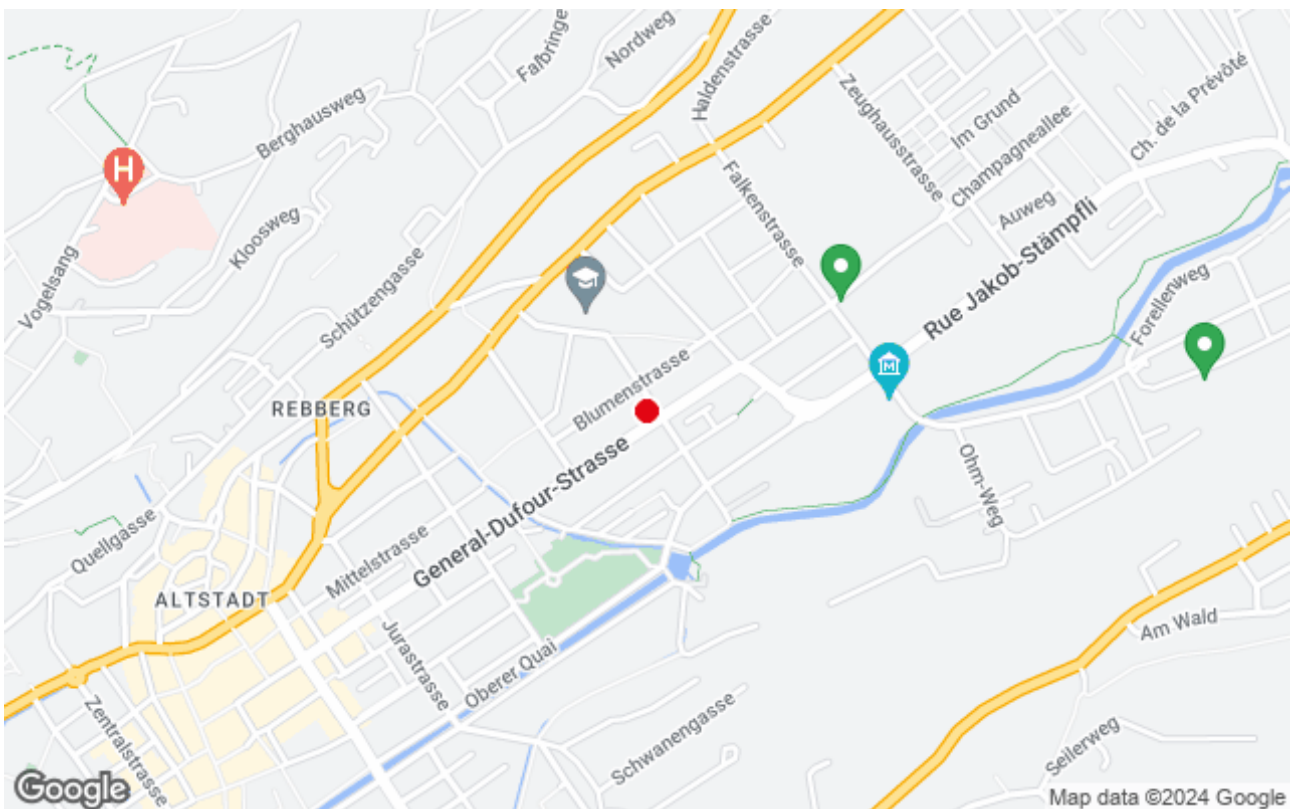 Nordweg
Falbringe
Haldenstrasse
Berghausweg
Zeughausstrasse
Im Grund
Ch. de la Prévôté
H
Champagneallee
Falkenstrasse
Auweg
Kloosweg
Vogelsang
Schützengasse
Rue Jakob-Stämpfli
Forellenweg
M
Blumenstrasse
REBBERG
General-Dufour-Strasse
Ohm-Weg
Quellgasse
Mittelstrasse
ALTSTADT
Am Wald
Jurastrasse
Oberer Quai
Zentralstrasse
Schwanengasse
Seilerweg
Google
Map data ©2024 Google